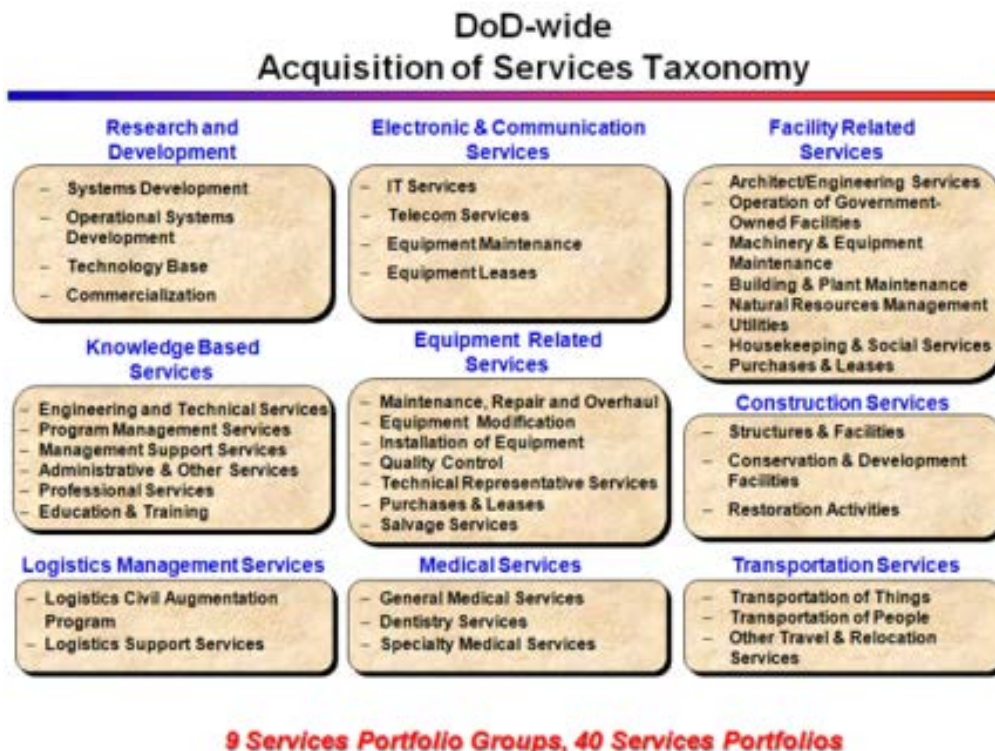 DoD-wide
Acquisition of Services Taxonomy
Research and
Development
– Systems Development
– Operational Systems
Development
– Technology Base
– Commercialization
Electronic & Communication
Services
– IT Services
– Telecom Services
– Equipment Maintenance
– Equipment Leases
Facility Related
Services
– Architect/Engineering Services
– Operation of Government-
Owned Facilities
– Machinery & Equipment
Maintenance
– Building & Plant Maintenance
– Natural Resources Management
– Utilities
– Housekeeping & Social Services
– Purchases & Leases
Knowledge Based
Services
– Engineering and Technical Services
– Program Management Services
– Management Support Services
– Administrative & Other Services
– Professional Services
– Education & Training
Equipment Related
Services
– Maintenance, Repair and Overhaul
– Equipment Modification
– Installation of Equipment
– Quality Control
– Technical Representative Services
– Purchases & Leases
– Salvage Services
Construction Services
– Structures & Facilities
– Conservation & Development
Facilities
– Restoration Activities
Logistics Management Services
– Logistics Civil Augmentation
Program
– Logistics Support Services
Medical Services
– General Medical Services
– Dentistry Services
– Specialty Medical Services
Transportation Services
– Transportation of Things
– Transportation of People
– Other Travel & Relocation
Services
9 Services Portfolio Groups, 40 Services Portfolios